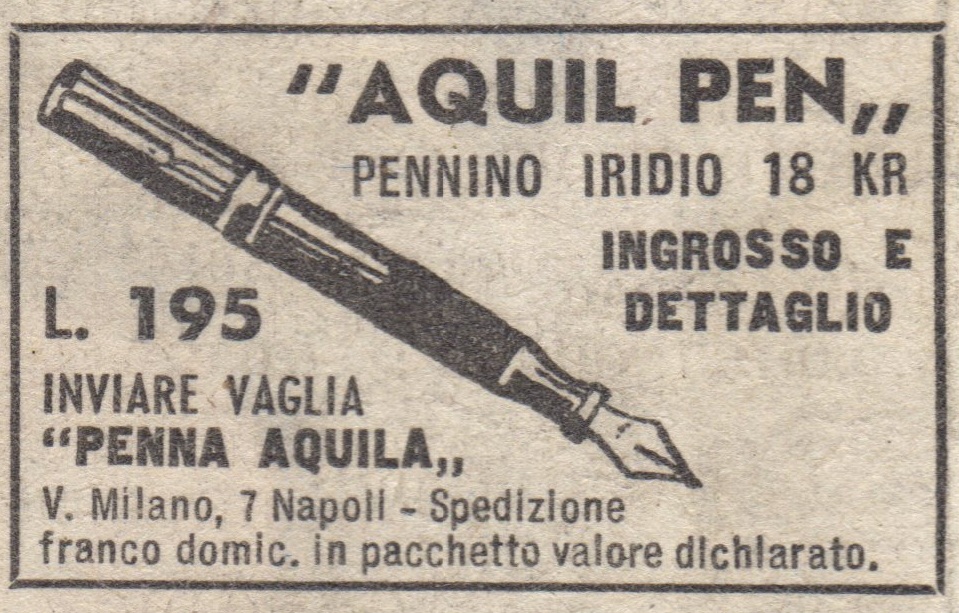 "AQUIL PEN„
PENNINO IRIDIO 18 KR
INGROSSO E
DETTAGLIO
L. 195
INVIARE VAGLIA
"PENNA AQUILA„
V. Milano, 7 Napoli - Spedizione
franco domic. in pacchetto valore dichiarato.